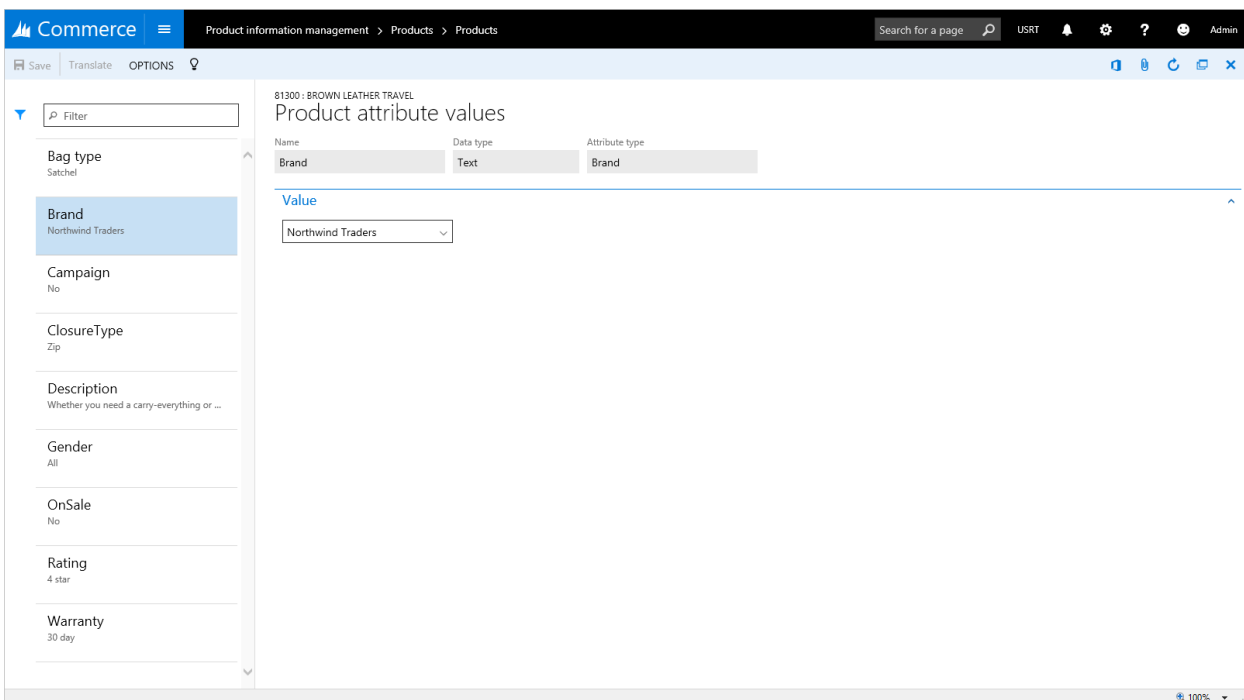 Commerce
Product information management > Products > Products
Search for a page
USRT
?
Admin
Save
Translate
OPTIONS
Filter
Bag type
Satchel
Brand
Northwind Traders
Campaign
No
ClosureType
Zip
Description
Whether you need a carry-everything or ...
Gender
All
OnSale
No
Rating
4 star
Warranty
30 day
81300 : BROWN LEATHER TRAVEL
Product attribute values
Name
Data type
Attribute type
Brand
Text
Brand
Value
Northwind Traders
100%